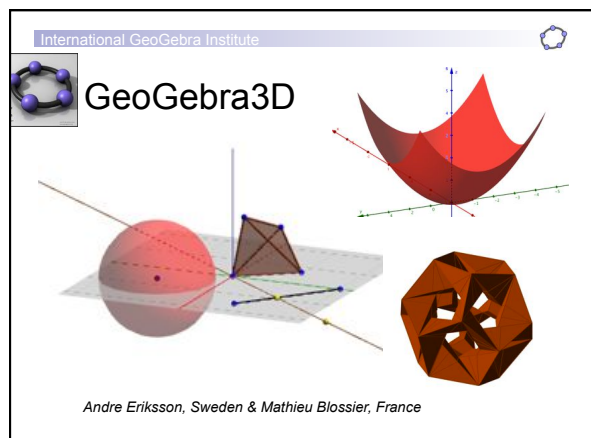 International GeoGebra Institute
GeoGebra3D
Andre Eriksson, Sweden & Mathieu Blossier, France